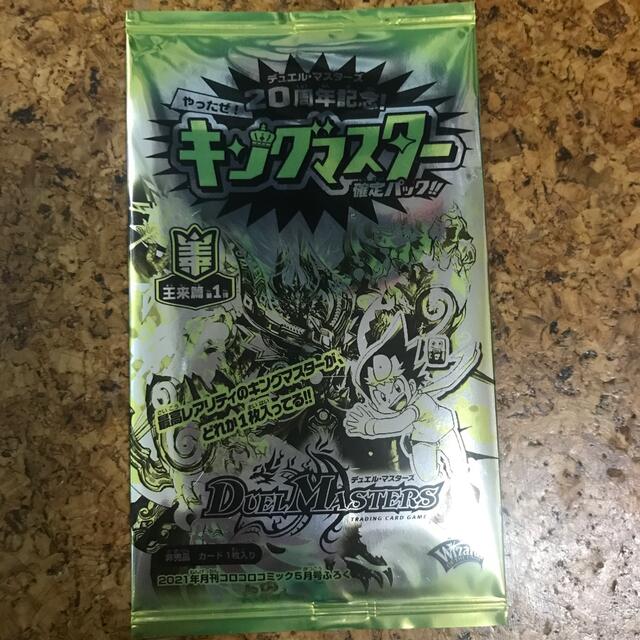 デュエル・マスターズ
20周年記念!
やったぜ!
キングマスター
確定パック!!
王来篇 第1弾
最高レアリティのキングマスターが、
どれか1枚入ってる!!
デュエル・マスターズ
DUEL MASTERS
TRADING CARD GAME
Wizards
非売品 カード1枚入り
2021年月刊コロコロコミック5月号ふろく